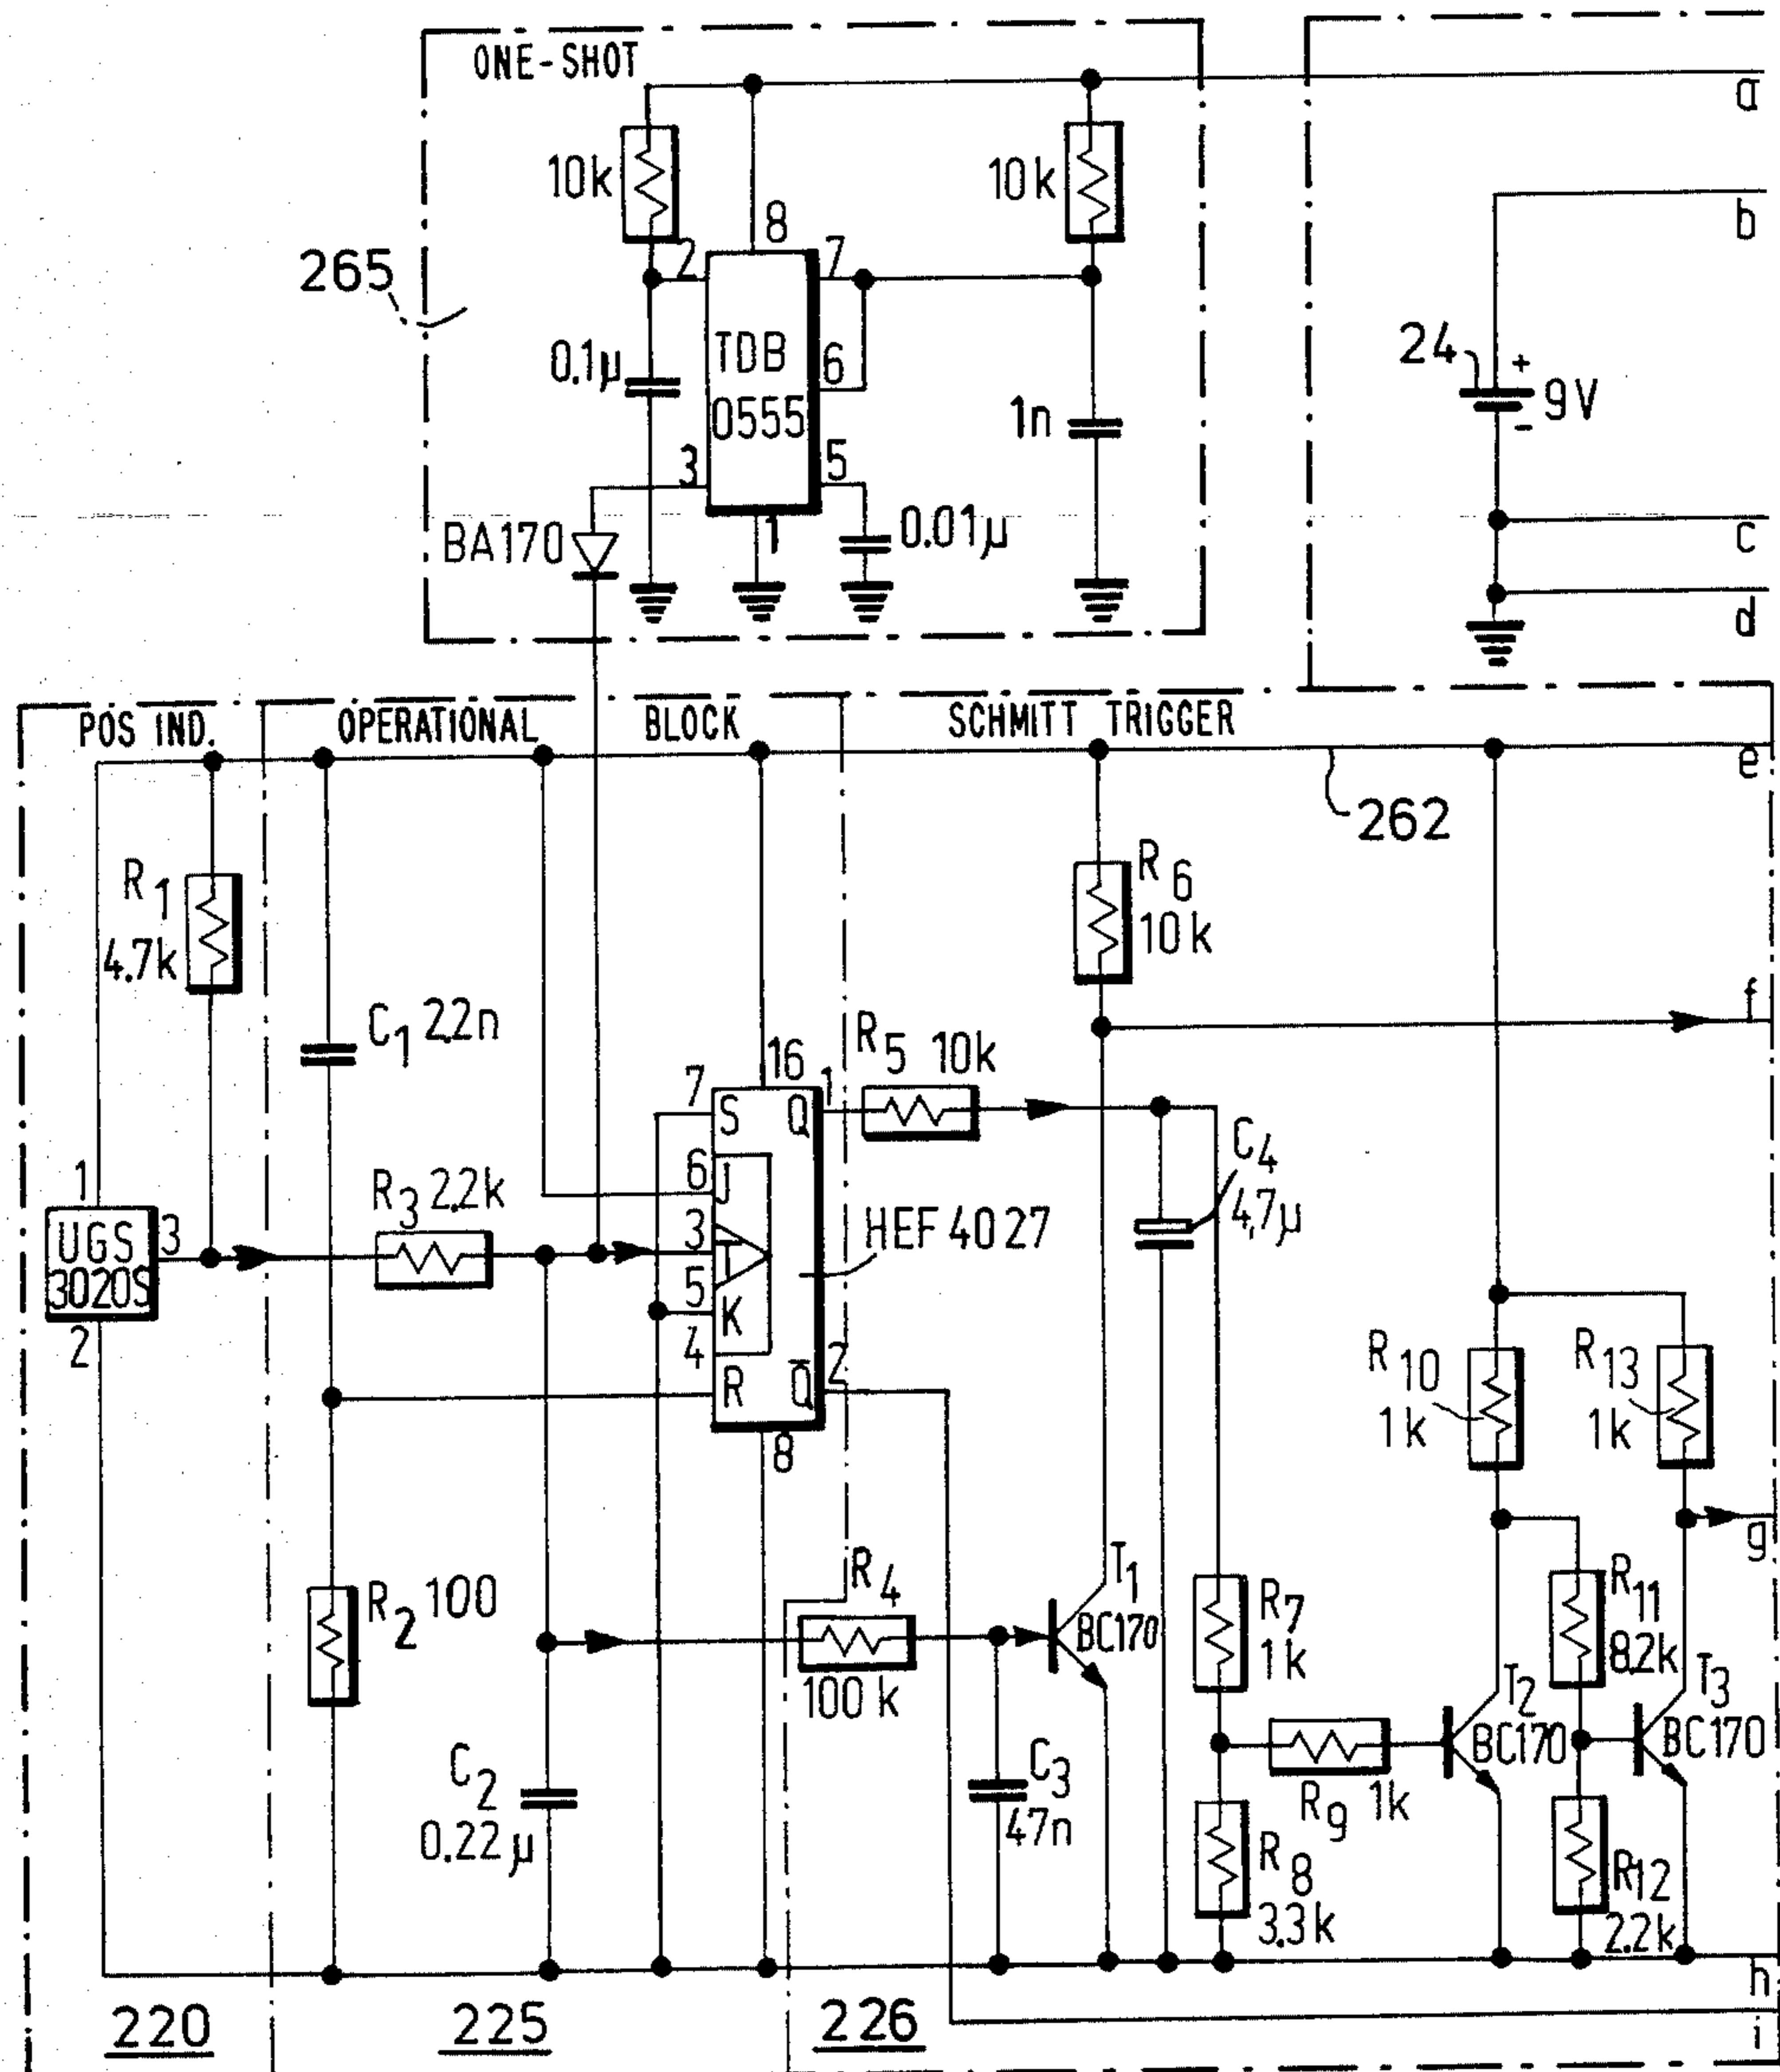 ONE-SHOT
a
10k
10k
8
b
2
7
265
24
+
0.1µ
TDB
6
9V
0555
1n
-
3
5
BA170
1
0.01µ
c
d
POS IND.
OPERATIONAL BLOCK
SCHMITT TRIGGER
e
262
R1
4.7k
R6
10k
C1 2.2n
f
16
R5 10k
7
S
Q
1
C4
4,7µ
1
R3 2.2k
6
J
UGS
3
3
T
HEF 4027
3020S
5
K
2
4
R
Q̅
2
R10
1k
R13
1k
8
g
R2 100
R4
100k
T1
BC170
R7
1k
R11
8.2k
T2
BC170
T3
BC170
C2
0.22µ
C3
47n
R9 1k
R8
3.3k
R12
2.2k
h
220
225
226
i